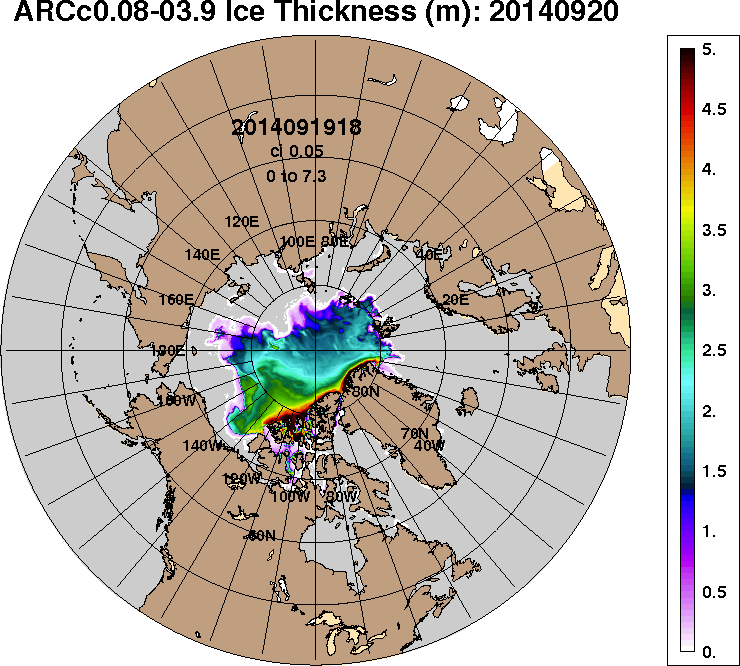 ARCc0.08-03.9 Ice Thickness (m): 20140920
2014091918
ci 0.05
0 to 7.3
120E
100E 80E
140E
40E
160E
20E
180E
160W
80N
140W
70N
40W
120W
100W 80W
60N
5.
4.5
4.
3.5
3.
2.5
2.
1.5
1.
0.5
0.